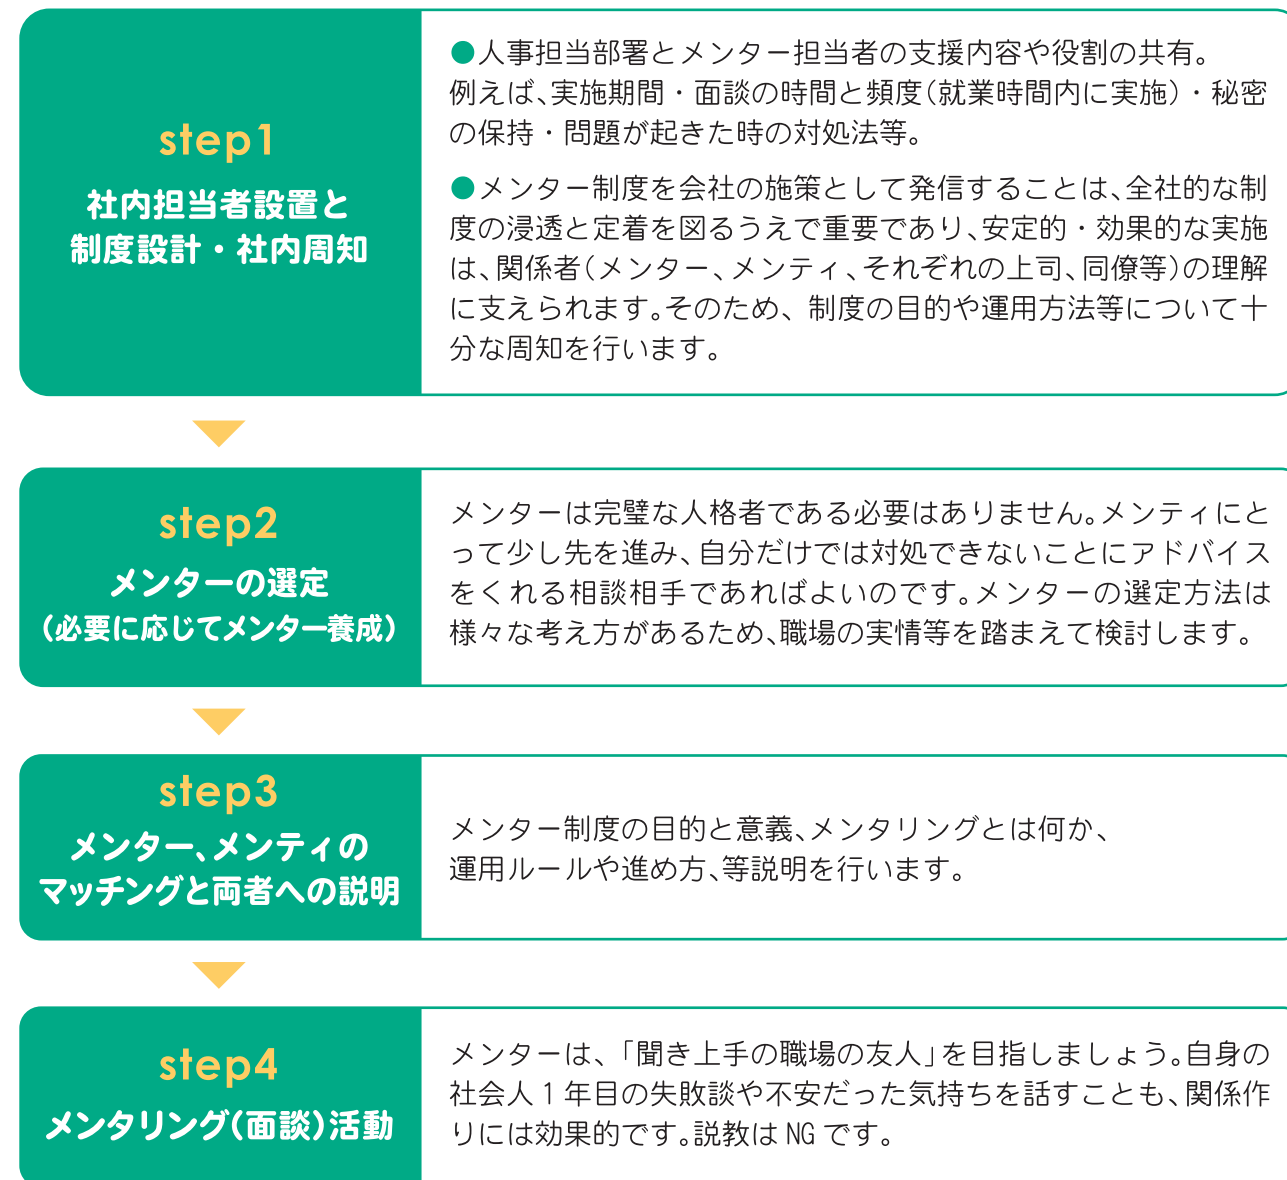 step1
社内担当者設置と
制度設計・社内周知
●人事担当部署とメンター担当者の支援内容や役割の共有。
例えば、実施期間・面談の時間と頻度(就業時間内に実施)・秘密
の保持・問題が起きた時の対処法等。
●メンター制度を会社の施策として発信することは、全社的な制
度の浸透と定着を図るうえで重要であり、安定的・効果的な実施
は、関係者(メンター、メンティ、それぞれの上司、同僚等)の理解
に支えられます。そのため、制度の目的や運用方法等について十
分な周知を行います。
step2
メンターの選定
(必要に応じてメンター養成)
メンターは完璧な人格者である必要はありません。メンティにと
って少し先を進み、自分だけでは対処できないことにアドバイス
をくれる相談相手であればよいのです。メンターの選定方法は
様々な考え方があるため、職場の実情等を踏まえて検討します。
step3
メンター、メンティの
マッチングと両者への説明
メンター制度の目的と意義、メンタリングとは何か、
運用ルールや進め方、等説明を行います。
step4
メンタリング(面談)活動
メンターは、「聞き上手の職場の友人」を目指しましょう。自身の
社会人1年目の失敗談や不安だった気持ちを話すことも、関係作
りには効果的です。説教はNGです。